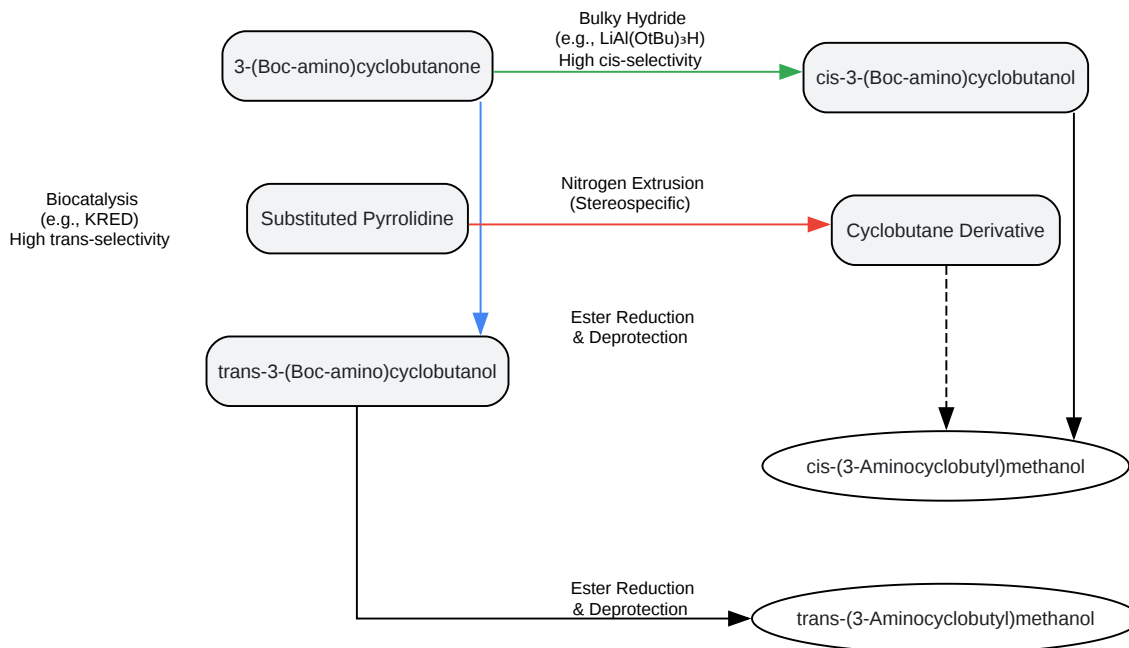 Bulky Hydride
(e.g., LiAl(OtBu)₃H)
High cis-selectivity
3-(Boc-amino)cyclobutanone
cis-3-(Boc-amino)cyclobutanol
Biocatalysis
(e.g., KRED)
High trans-selectivity
Nitrogen Extrusion
(Stereospecific)
Substituted Pyrrolidine
Cyclobutane Derivative
Ester Reduction
& Deprotection
trans-3-(Boc-amino)cyclobutanol
cis-(3-Aminocyclobutyl)methanol
Ester Reduction
& Deprotection
trans-(3-Aminocyclobutyl)methanol